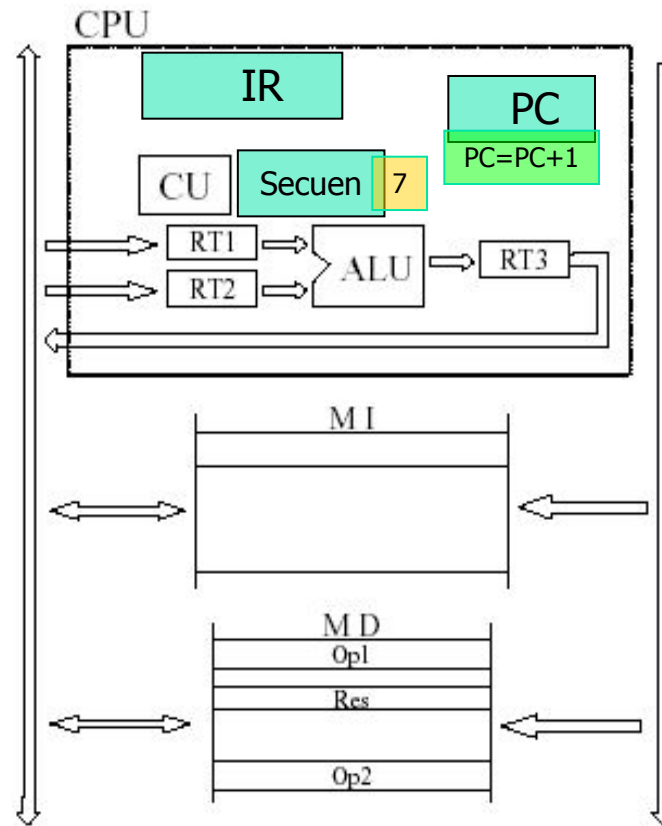 CPU
IR
PC
PC=PC+1
CU
Secuen
7
RT1
RT2
ALU
RT3
M I
M D
Op1
Res
Op2